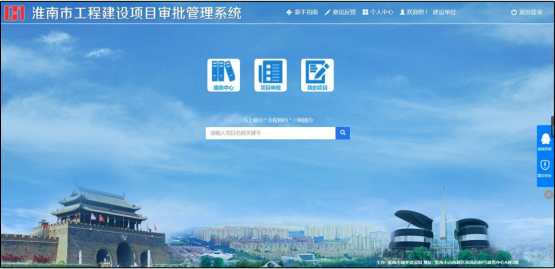 淮南市工程建设项目审批管理系统
新手指南 意见反馈 个人中心 欢迎您！ 建设单位 退出登录
服务中心 项目申报 我的项目
请输入项目名称关键字